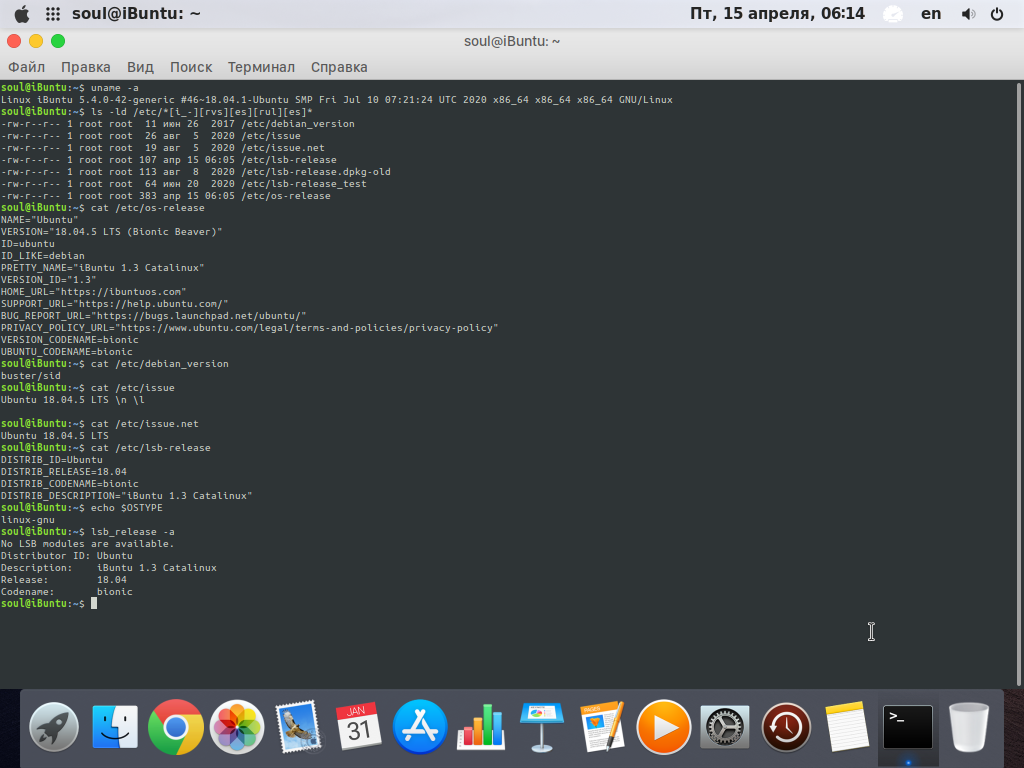 soul@iBuntu: ~
Пт, 15 апреля, 06:14
en
soul@iBuntu: ~
Файл Правка Вид Поиск Терминал Справка
soul@iBuntu:~$ uname -a
Linux iBuntu 5.4.0-42-generic #46~18.04.1-Ubuntu SMP Fri Jul 10 07:21:24 UTC 2020 x86_64 x86_64 x86_64 GNU/Linux
soul@iBuntu:~$ ls -ld /etc/*[i_-][rvs][es][rul][es]*
-rw-r--r-- 1 root root  11 июн 26  2017 /etc/debian_version
-rw-r--r-- 1 root root  26 авг  5  2020 /etc/issue
-rw-r--r-- 1 root root  19 авг  5  2020 /etc/issue.net
-rw-r--r-- 1 root root 107 апр 15 06:05 /etc/lsb-release
-rw-r--r-- 1 root root 113 авг  8  2020 /etc/lsb-release.dpkg-old
-rw-r--r-- 1 root root  64 июн 20  2020 /etc/lsb-release_test
-rw-r--r-- 1 root root 383 апр 15 06:05 /etc/os-release
soul@iBuntu:~$ cat /etc/os-release
NAME="Ubuntu"
VERSION="18.04.5 LTS (Bionic Beaver)"
ID=ubuntu
ID_LIKE=debian
PRETTY_NAME="iBuntu 1.3 Catalinux"
VERSION_ID="1.3"
HOME_URL="https://ibuntuos.com"
SUPPORT_URL="https://help.ubuntu.com/"
BUG_REPORT_URL="https://bugs.launchpad.net/ubuntu/"
PRIVACY_POLICY_URL="https://www.ubuntu.com/legal/terms-and-policies/privacy-policy"
VERSION_CODENAME=bionic
UBUNTU_CODENAME=bionic
soul@iBuntu:~$ cat /etc/debian_version
buster/sid
soul@iBuntu:~$ cat /etc/issue
Ubuntu 18.04.5 LTS \n \l
soul@iBuntu:~$ cat /etc/issue.net
Ubuntu 18.04.5 LTS
soul@iBuntu:~$ cat /etc/lsb-release
DISTRIB_ID=Ubuntu
DISTRIB_RELEASE=18.04
DISTRIB_CODENAME=bionic
DISTRIB_DESCRIPTION="iBuntu 1.3 Catalinux"
soul@iBuntu:~$ echo $OSTYPE
linux-gnu
soul@iBuntu:~$ lsb_release -a
No LSB modules are available.
Distributor ID: Ubuntu
Description:    iBuntu 1.3 Catalinux
Release:        18.04
Codename:       bionic
soul@iBuntu:~$
JAN
31
PAGES
>_